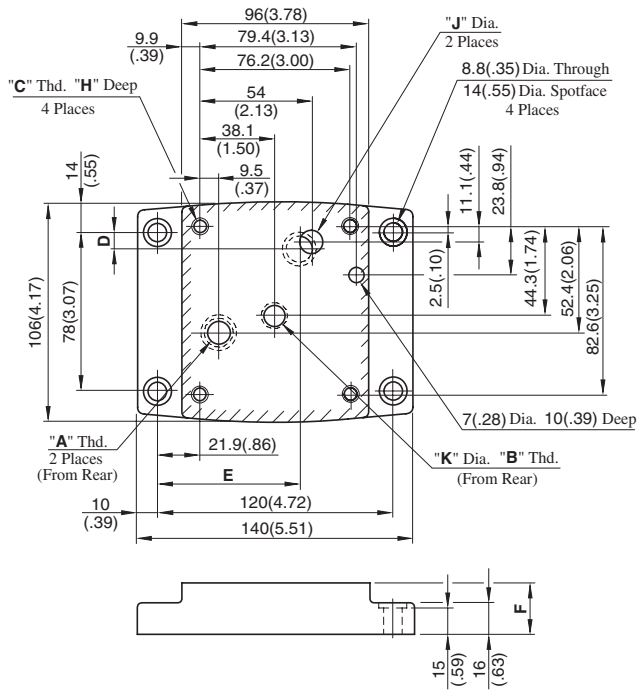 96(3.78)
"J" Dia.
2 Places
9.9
(.39)
79.4(3.13)
76.2(3.00)
8.8(.35) Dia. Through
14(.55) Dia. Spotface
4 Places
"C" Thd. "H" Deep
4 Places
54
(2.13)
38.1
(1.50)
9.5
(.37)
14
(.55)
11.1(.44)
23.8(.94)
D
106(4.17)
78(3.07)
2.5(.10)
44.3(1.74)
52.4(2.06)
82.6(3.25)
7(.28) Dia. 10(.39) Deep
"A" Thd.
2 Places
(From Rear)
21.9(.86)
"K" Dia. "B" Thd.
(From Rear)
E
10
(.39)
120(4.72)
140(5.51)
F
15
(.59)
16
(.63)